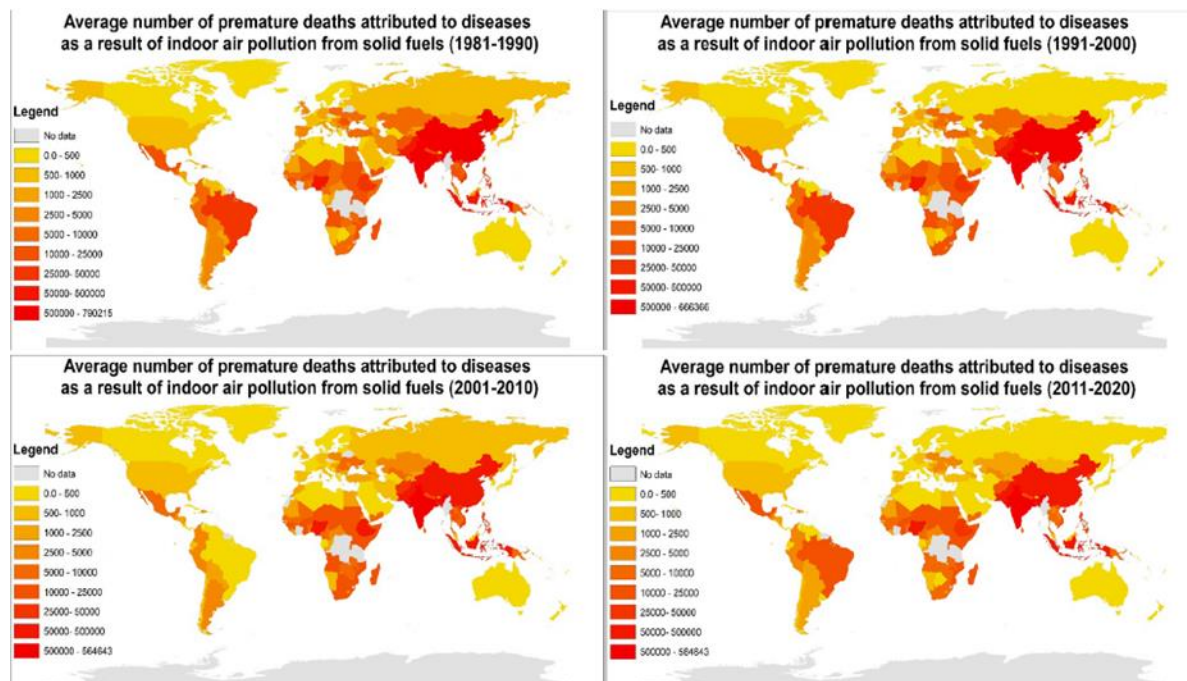 Average number of premature deaths attributed to diseases
as a result of indoor air pollution from solid fuels (1981-1990)
Legend
No data
0.0 - 500
500- 1000
1000 - 2500
2500 - 5000
5000 - 10000
10000 - 25000
25000- 50000
50000- 500000
500000 - 790215
Average number of premature deaths attributed to diseases
as a result of indoor air pollution from solid fuels (1991-2000)
Legend
No data
0.0 - 500
500- 1000
1000 - 2500
2500 - 5000
5000 - 10000
10000 - 25000
25000- 50000
50000- 500000
500000 - 666366
Average number of premature deaths attributed to diseases
as a result of indoor air pollution from solid fuels (2001-2010)
Legend
No data
0.0 - 500
500- 1000
1000 - 2500
2500 - 5000
5000 - 10000
10000 - 25000
25000- 50000
50000- 500000
500000 - 564643
Average number of premature deaths attributed to diseases
as a result of indoor air pollution from solid fuels (2011-2020)
Legend
No data
0.0 - 500
500- 1000
1000 - 2500
2500 - 5000
5000 - 10000
10000 - 25000
25000- 50000
50000- 500000
500000 - 564643